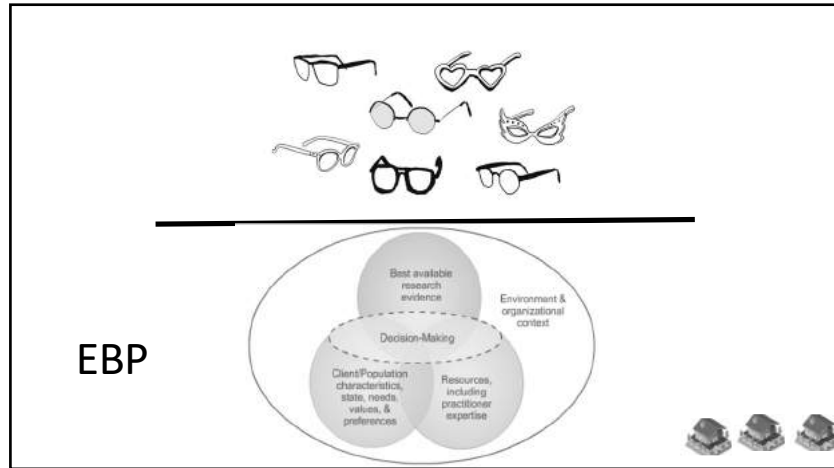 Best available
research
evidence
Environment &
organizational
context
Decision-Making
EBP
Client/Population
characteristics,
state, needs,
values, &
preferences
Resources,
including
practitioner
expertise